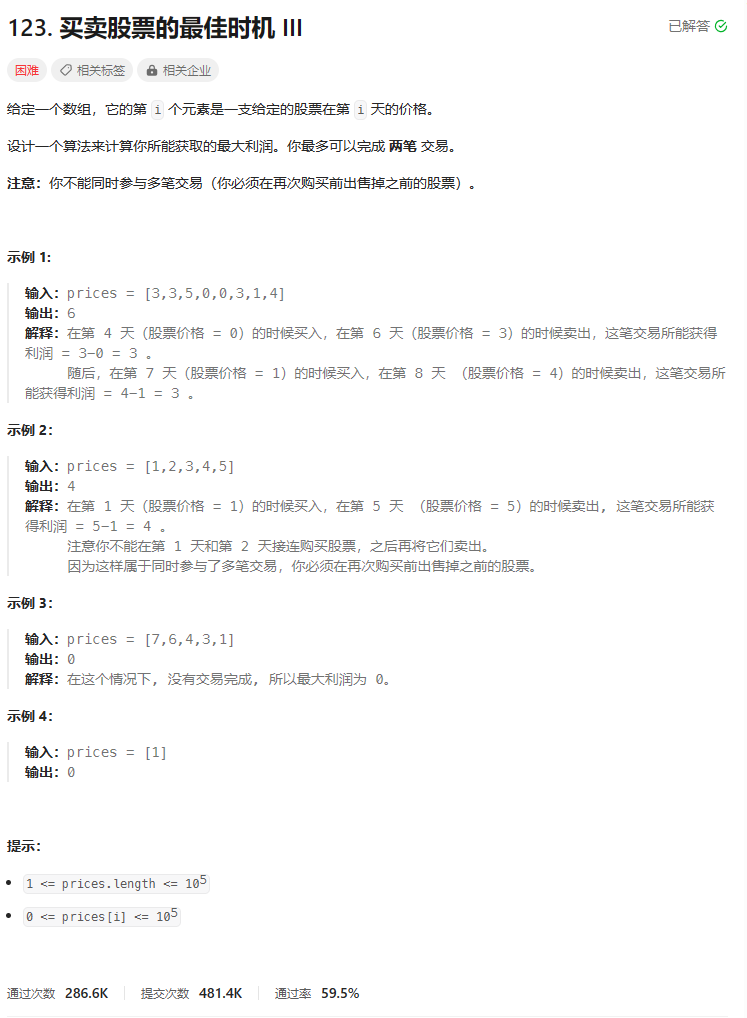 123. 买卖股票的最佳时机 III
已解答
困难
相关标签
相关企业
给定一个数组，它的第 i 个元素是一支给定的股票在第 i 天的价格。
设计一个算法来计算你所能获取的最大利润。你最多可以完成 两笔 交易。
注意：你不能同时参与多笔交易（你必须在再次购买前出售掉之前的股票）。
示例 1:
输入：prices = [3,3,5,0,0,3,1,4]
输出：6
解释：在第 4 天（股票价格 = 0）的时候买入，在第 6 天（股票价格 = 3）的时候卖出，这笔交易所能获得
利润 = 3-0 = 3 。
随后，在第 7 天（股票价格 = 1）的时候买入，在第 8 天 （股票价格 = 4）的时候卖出，这笔交易所
能获得利润 = 4-1 = 3 。
示例 2：
输入：prices = [1,2,3,4,5]
输出：4
解释：在第 1 天（股票价格 = 1）的时候买入，在第 5 天 （股票价格 = 5）的时候卖出, 这笔交易所能获
得利润 = 5-1 = 4 。
注意你不能在第 1 天和第 2 天接连购买股票，之后再将它们卖出。
因为这样属于同时参与了多笔交易，你必须在再次购买前出售掉之前的股票。
示例 3：
输入：prices = [7,6,4,3,1]
输出：0
解释：在这个情况下, 没有交易完成, 所以最大利润为 0。
示例 4：
输入：prices = [1]
输出：0
提示：
1 <= prices.length <= 10⁵
0 <= prices[i] <= 10⁵
通过次数 286.6K 提交次数 481.4K 通过率 59.5%